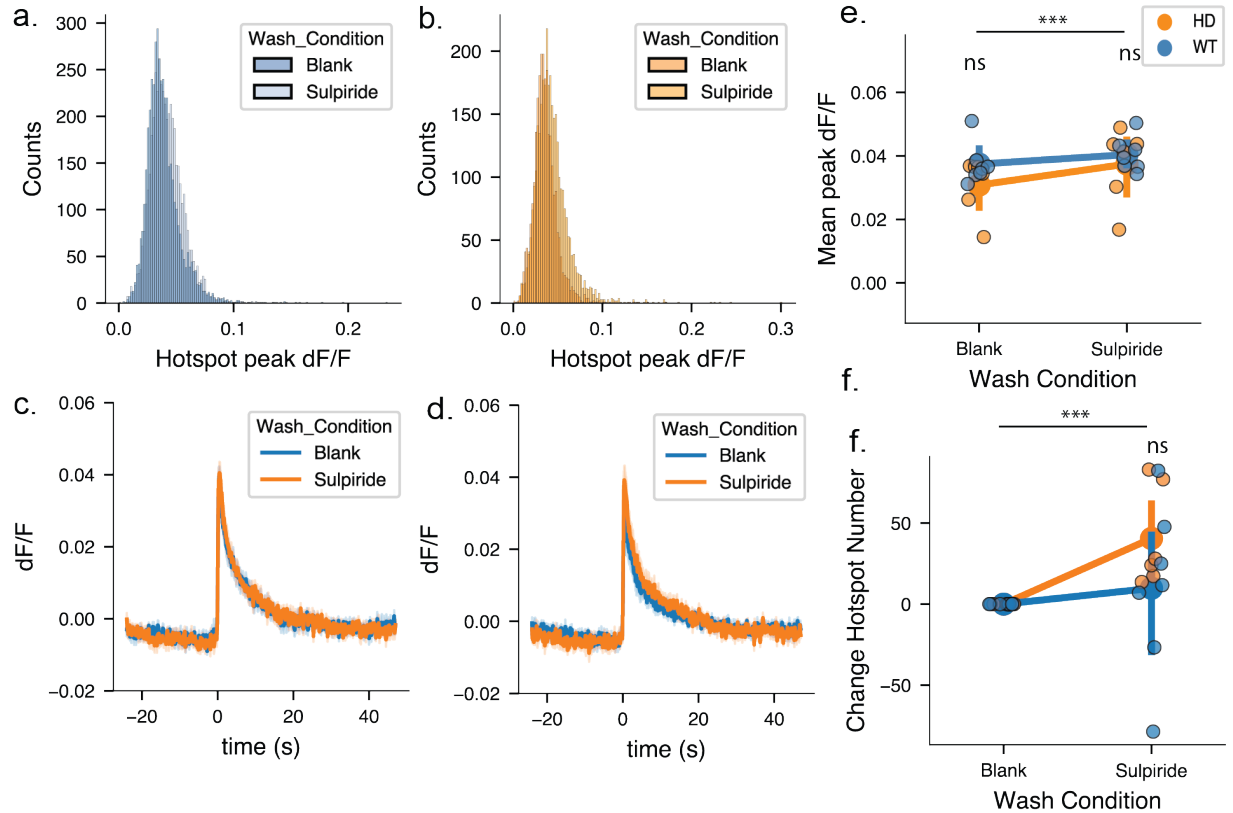 a.
300
250
200
150
100
50
0
Counts
0.0
0.1
0.2
Hotspot peak dF/F
Wash_Condition
Blank
Sulpiride
b.
200
150
100
50
0
Counts
0.0
0.1
0.2
0.3
Hotspot peak dF/F
Wash_Condition
Blank
Sulpiride
c.
0.06
0.04
0.02
0.00
−0.02
dF/F
−20
0
20
40
time (s)
Wash_Condition
Blank
Sulpiride
d.
0.06
0.04
0.02
0.00
−0.02
dF/F
−20
0
20
40
time (s)
Wash_Condition
Blank
Sulpiride
e.
***
HD
WT
ns
ns
0.06
0.04
0.02
0.00
Mean peak dF/F
Blank
Sulpiride
Wash Condition
f.
***
f.
ns
50
0
−50
Change Hotspot Number
Blank
Sulpiride
Wash Condition